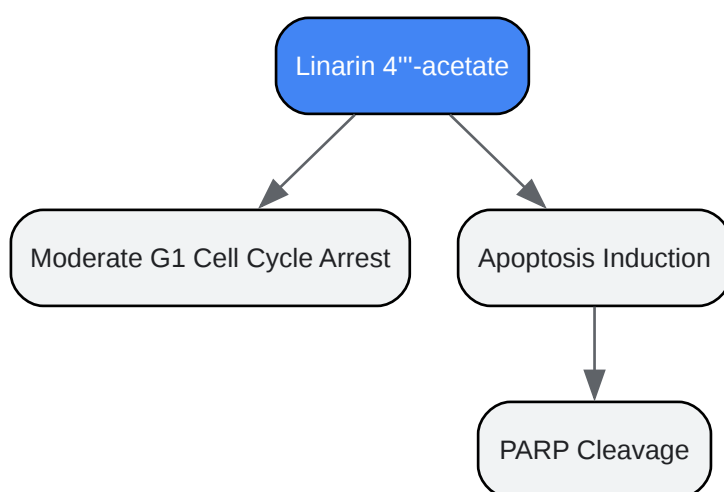 Linarin 4'''-acetate
Moderate G1 Cell Cycle Arrest
Apoptosis Induction
PARP Cleavage